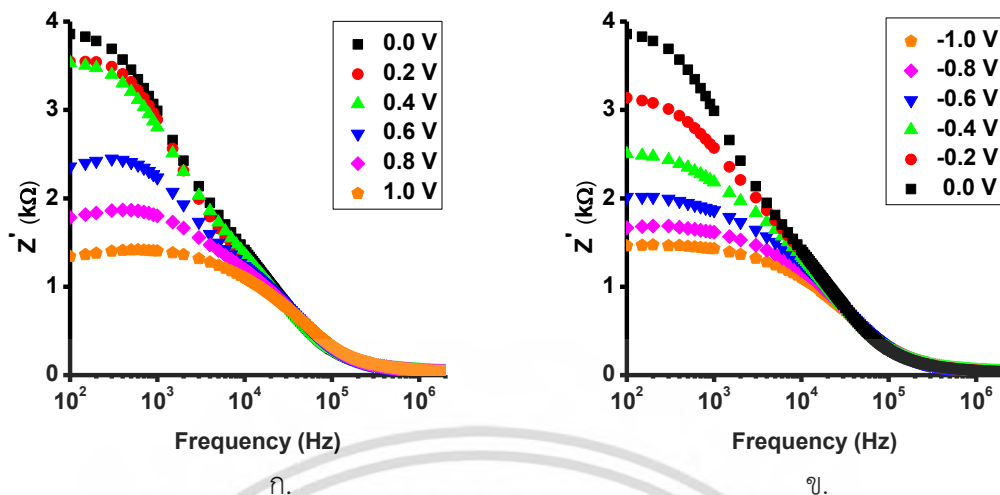 4
3
2
1
0
Z' (kΩ)
0.0 V
0.2 V
0.4 V
0.6 V
0.8 V
1.0 V
10² 10³ 10⁴ 10⁵ 10⁶
Frequency (Hz)
ก.
4
3
2
1
0
Z' (kΩ)
-1.0 V
-0.8 V
-0.6 V
-0.4 V
-0.2 V
0.0 V
10² 10³ 10⁴ 10⁵ 10⁶
Frequency (Hz)
ข.